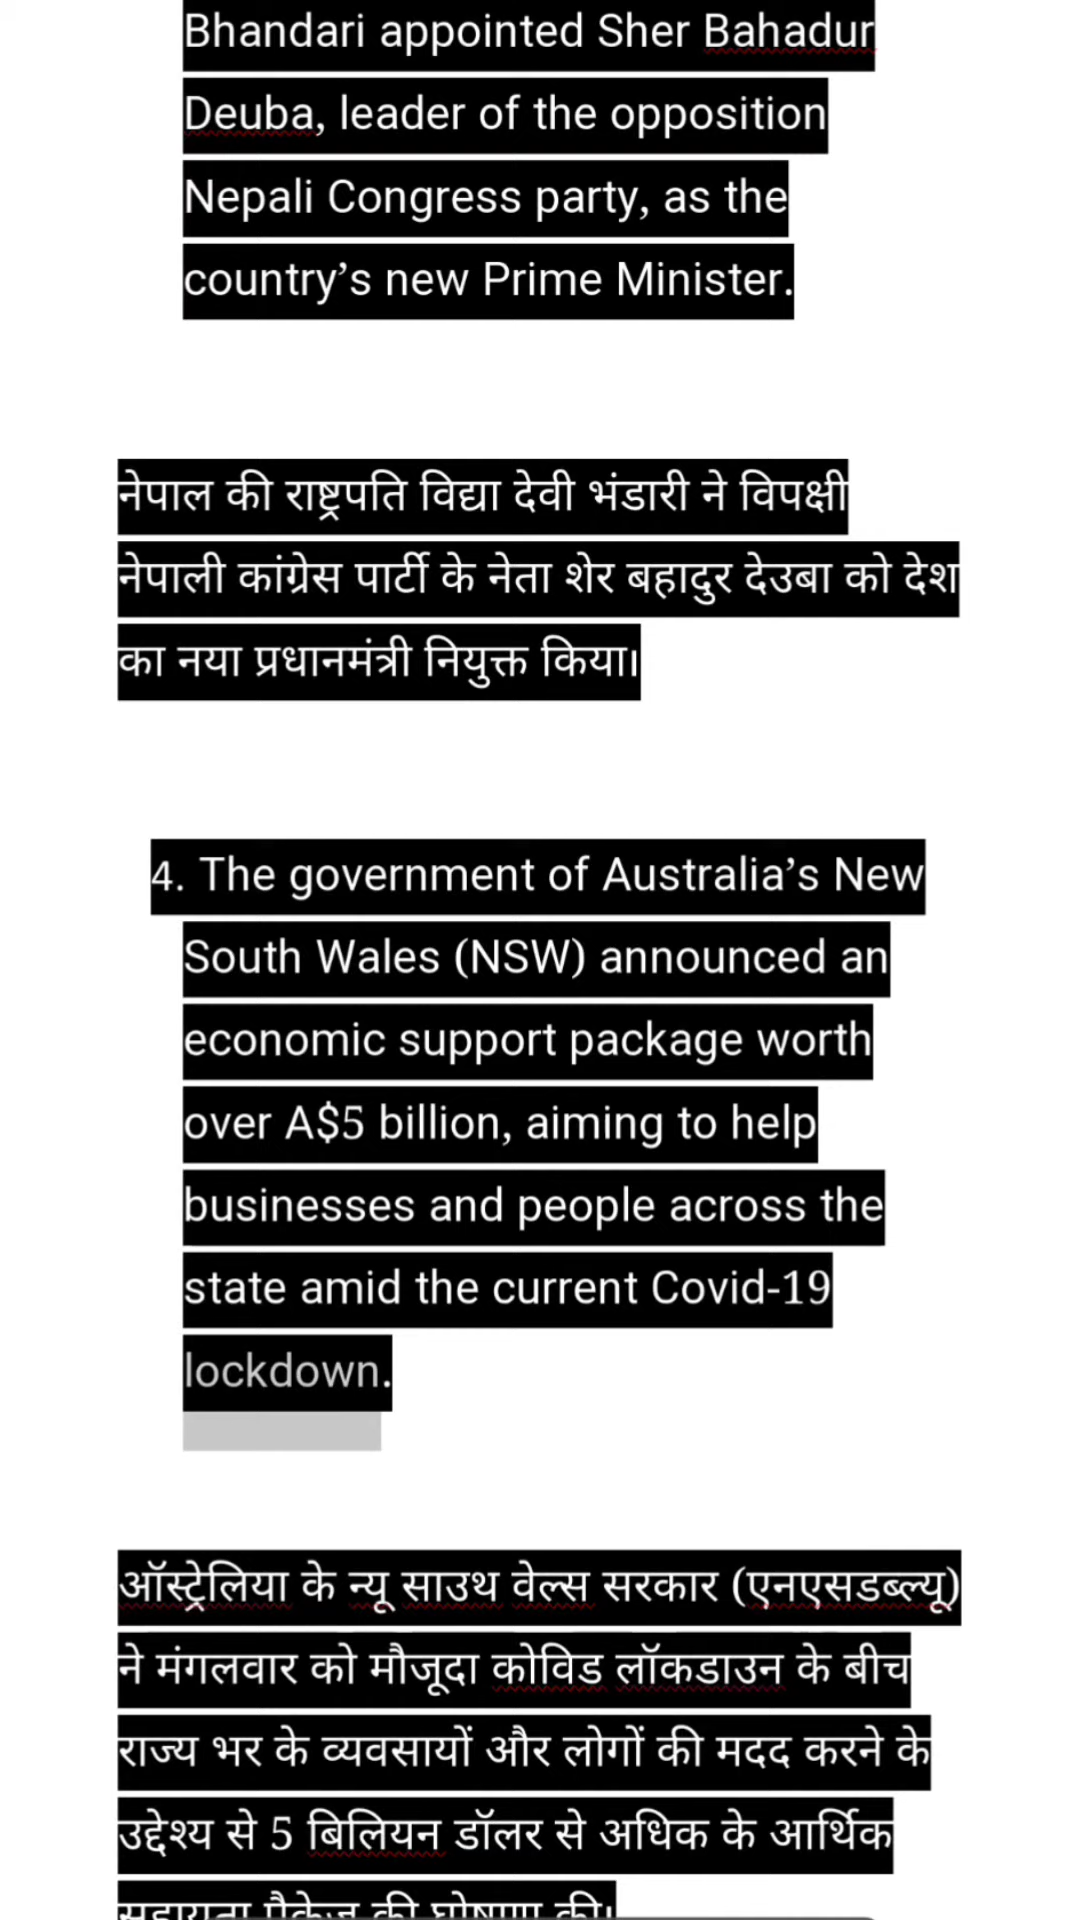 Bhandari appointed Sher Bahadur
Deuba, leader of the opposition
Nepali Congress party, as the
country’s new Prime Minister.
नेपाल की राष्ट्रपति विद्या देवी भंडारी ने विपक्षी
नेपाली कांग्रेस पार्टी के नेता शेर बहादुर देउबा को देश
का नया प्रधानमंत्री नियुक्त किया।
4. The government of Australia’s New
South Wales (NSW) announced an
economic support package worth
over A$5 billion, aiming to help
businesses and people across the
state amid the current Covid-19
lockdown.
ऑस्ट्रेलिया के न्यू साउथ वेल्स सरकार (एनएसडब्ल्यू)
ने मंगलवार को मौजूदा कोविड लॉकडाउन के बीच
राज्य भर के व्यवसायों और लोगों की मदद करने के
उद्देश्य से 5 बिलियन डॉलर से अधिक के आर्थिक
सहायता पैकेज की घोषणा की।